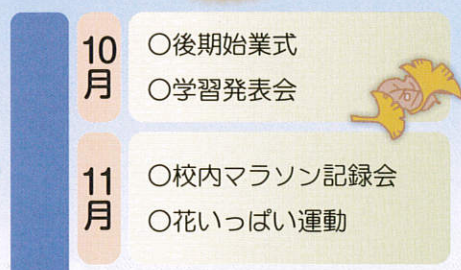 10月
○後期始業式
○学習発表会
11月
○校内マラソン記録会
○花いっぱい運動